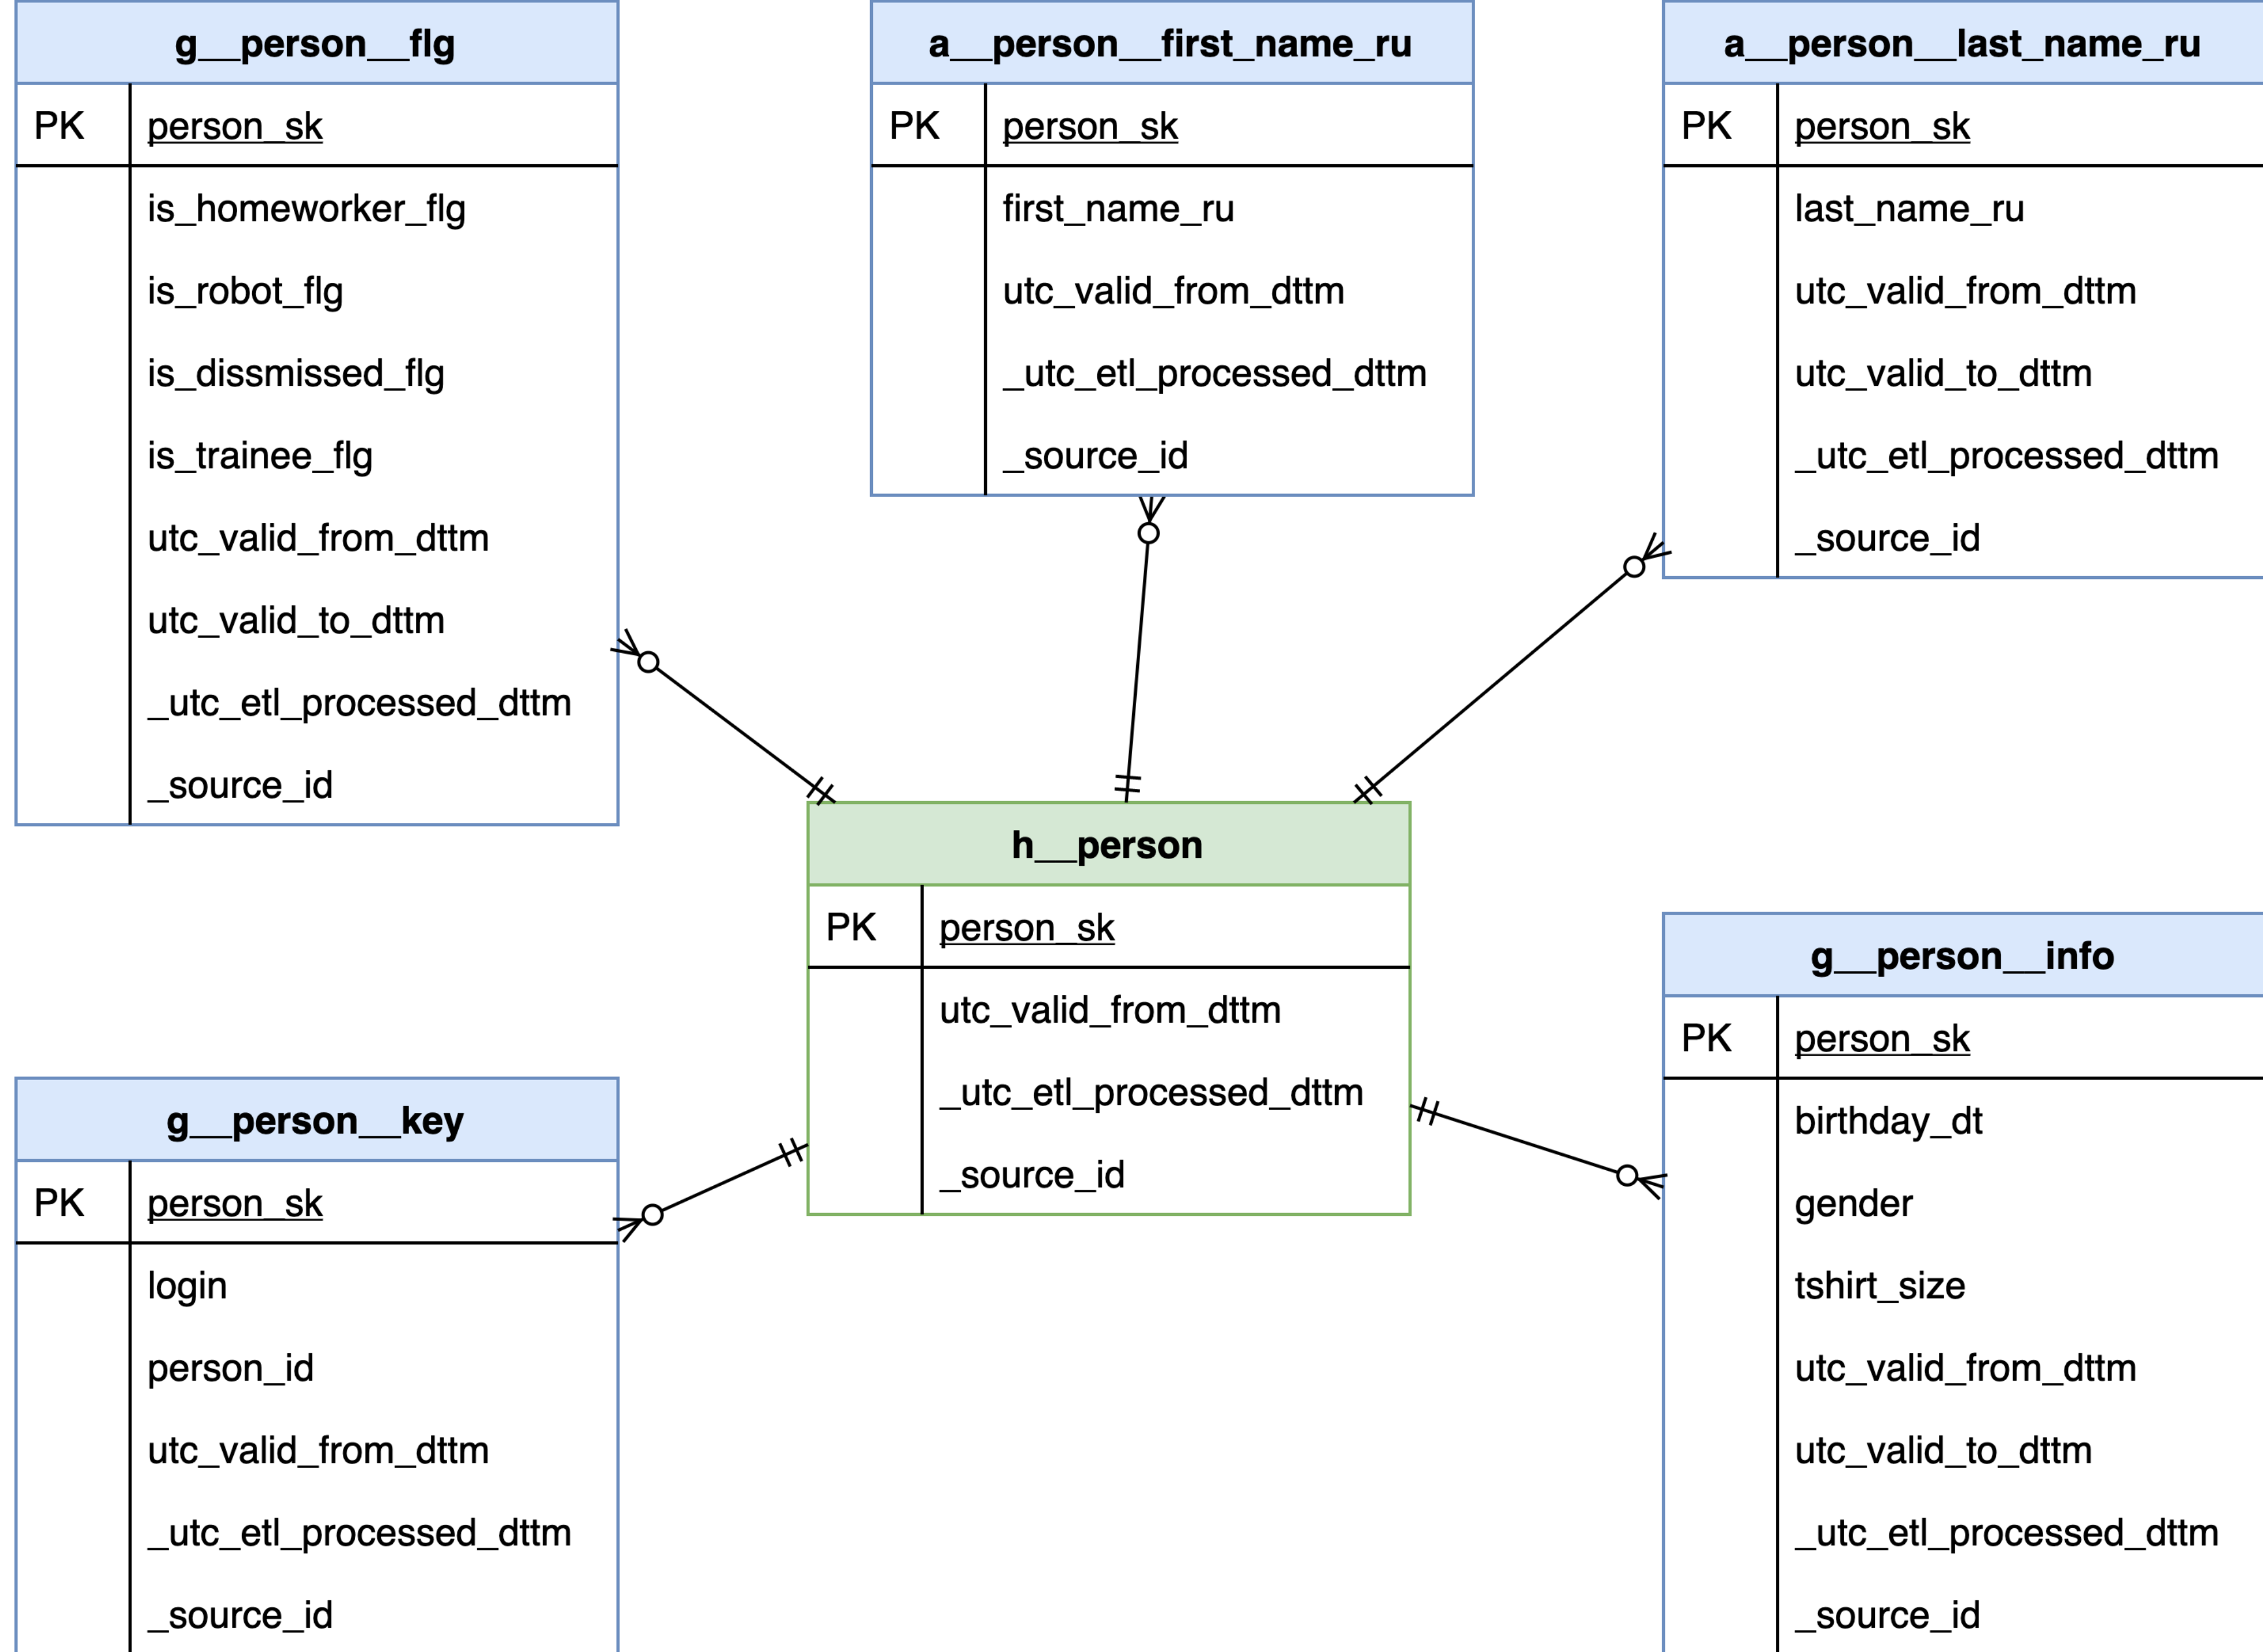 g__person__flg
PK person_sk
is_homeworker_flg
is_robot_flg
is_dissmissed_flg
is_trainee_flg
utc_valid_from_dttm
utc_valid_to_dttm
_utc_etl_processed_dttm
_source_id
a__person__first_name_ru
PK person_sk
first_name_ru
utc_valid_from_dttm
_utc_etl_processed_dttm
_source_id
a__person__last_name_ru
PK person_sk
last_name_ru
utc_valid_from_dttm
utc_valid_to_dttm
_utc_etl_processed_dttm
_source_id
h__person
PK person_sk
utc_valid_from_dttm
_utc_etl_processed_dttm
_source_id
g__person__key
PK person_sk
login
person_id
utc_valid_from_dttm
_utc_etl_processed_dttm
_source_id
g__person__info
PK person_sk
birthday_dt
gender
tshirt_size
utc_valid_from_dttm
utc_valid_to_dttm
_utc_etl_processed_dttm
_source_id